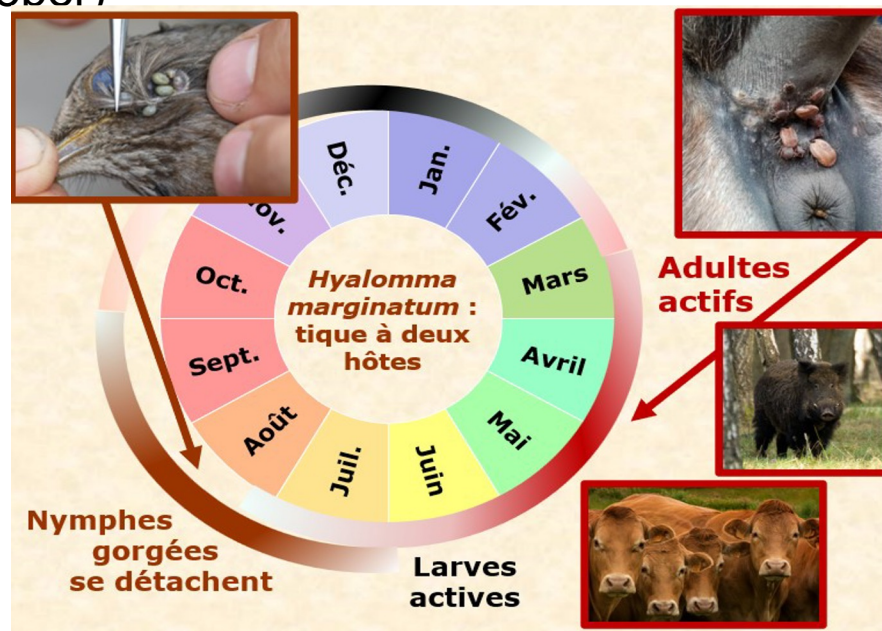 Déc.
Jan.
Fév.
Mars
Avril
Mai
Juin
Juil.
Août
Sept.
Oct.
Hyalomma
marginatum :
tique à deux
hôtes
Adultes
actifs
Larves
actives
Nymphes
gorgées
se détachent